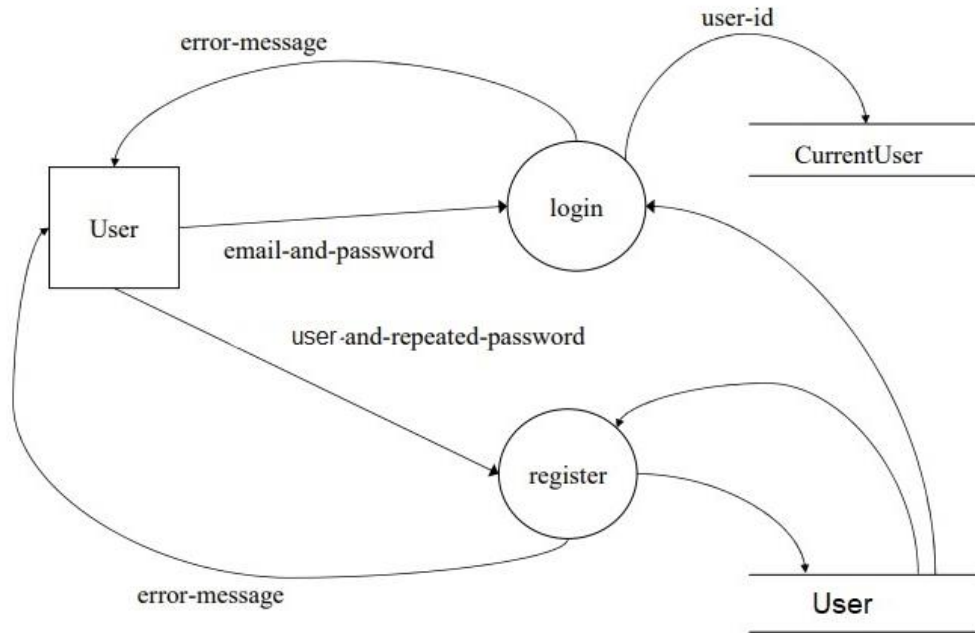 user-id
error-message
CurrentUser
login
User
email-and-password
user-and-repeated-password
register
error-message
User